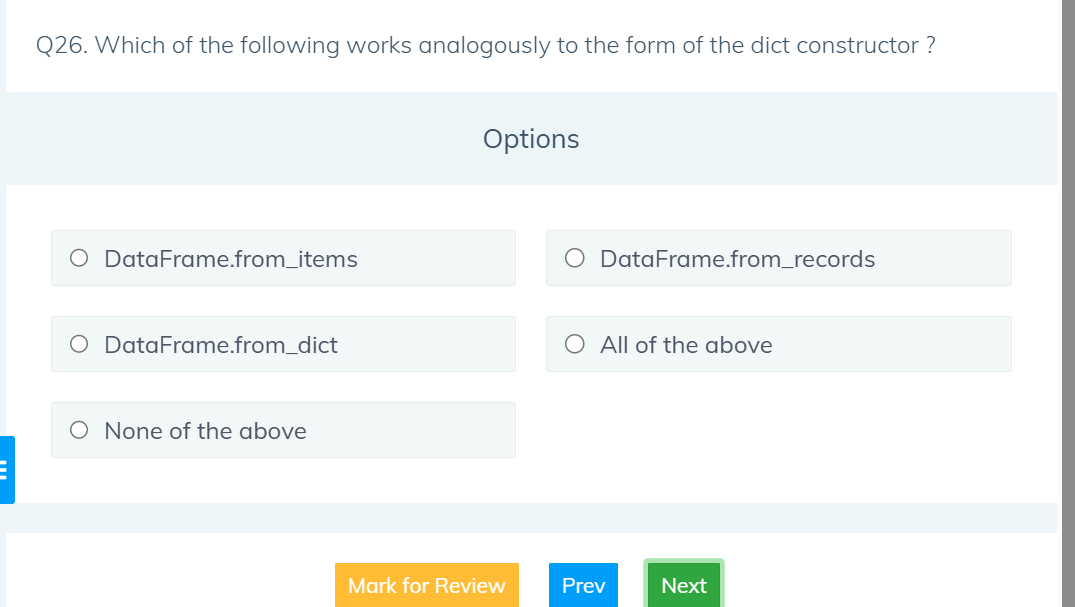 Q26. Which of the following works analogously to the form of the dict constructor ?
Options
DataFrame.from_items
DataFrame.from_records
DataFrame.from_dict
All of the above
None of the above
Mark for Review
Prev
Next